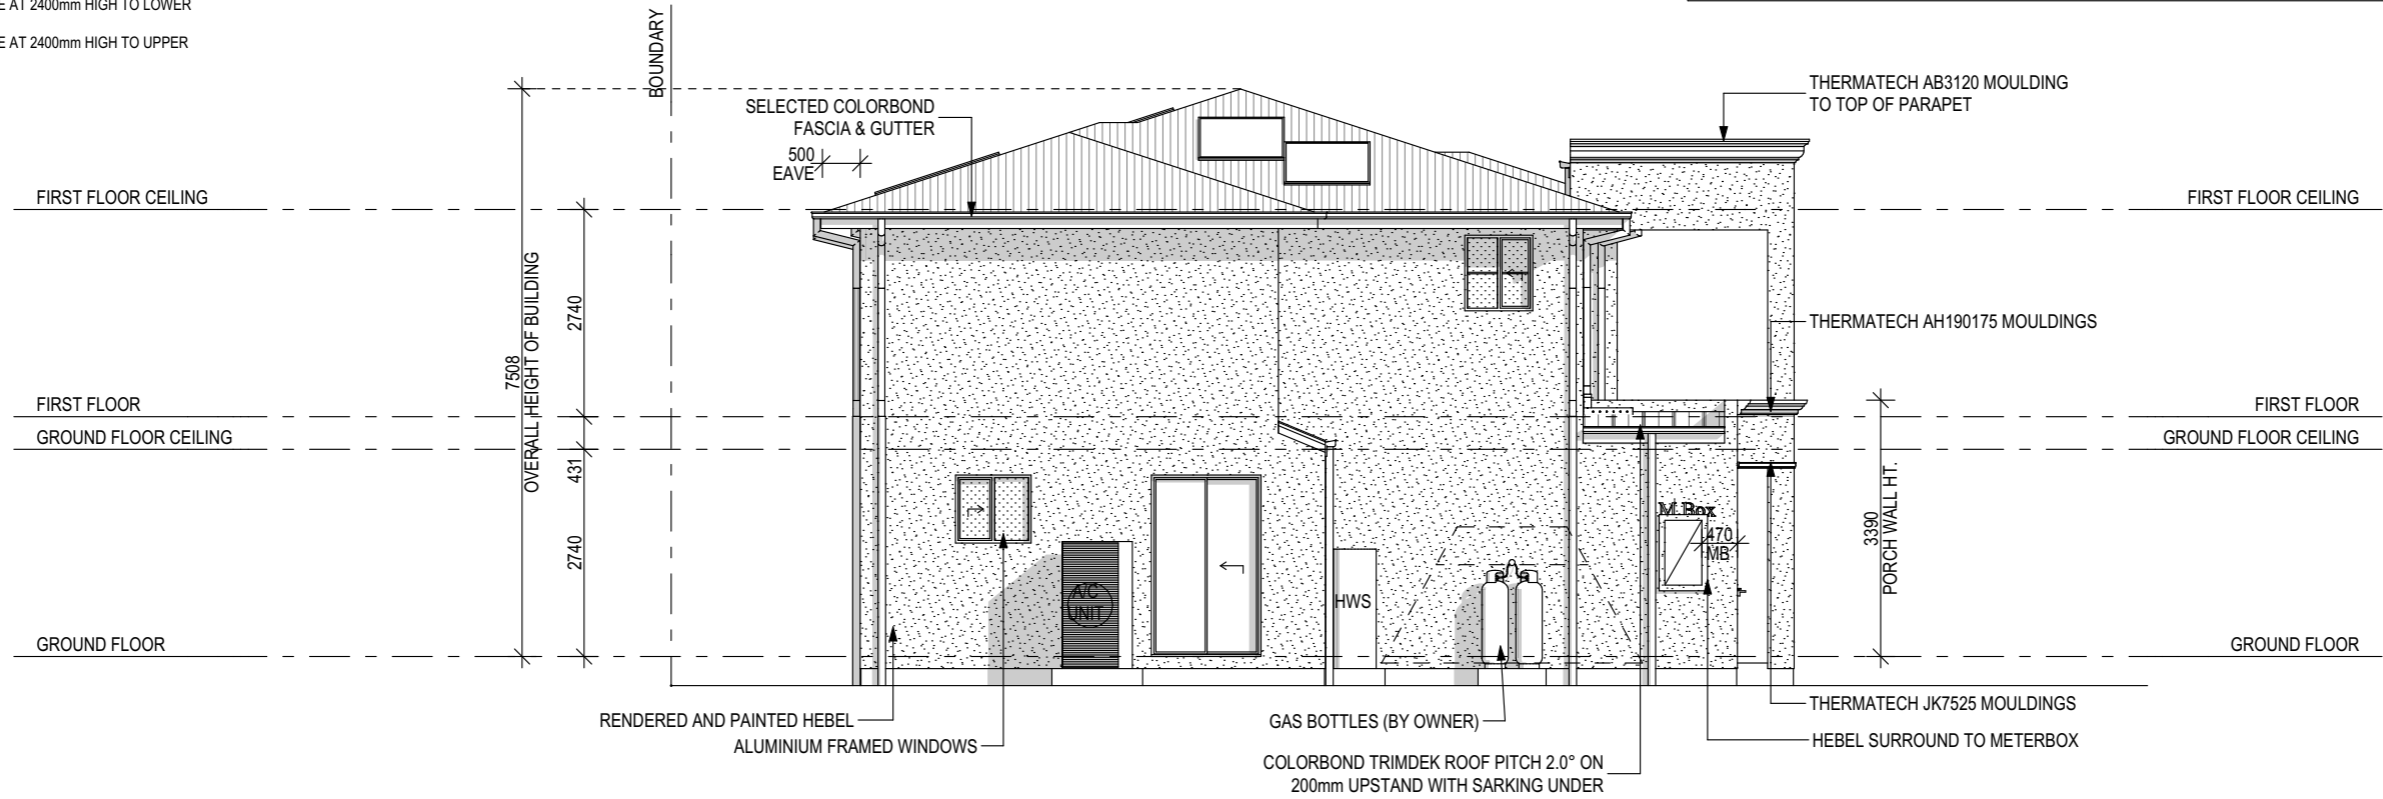 E AT 2400mm HIGH TO LOWER
E AT 2400mm HIGH TO UPPER
BOUNDARY
SELECTED COLORBOND
FASCIA & GUTTER
500
EAVE
THERMATECH AB3120 MOULDING
TO TOP OF PARAPET
FIRST FLOOR CEILING
FIRST FLOOR CEILING
7508
OVERALL HEIGHT OF BUILDING
2740
THERMATECH AH190175 MOULDINGS
FIRST FLOOR
FIRST FLOOR
GROUND FLOOR CEILING
GROUND FLOOR CEILING
431
2740
3390
PORCH WALL HT.
M.Box
470
MB
A/C
UNIT
HWS
GROUND FLOOR
GROUND FLOOR
RENDERED AND PAINTED HEBEL
ALUMINIUM FRAMED WINDOWS
GAS BOTTLES (BY OWNER)
COLORBOND TRIMDEK ROOF PITCH 2.0° ON
200mm UPSTAND WITH SARKING UNDER
THERMATECH JK7525 MOULDINGS
HEBEL SURROUND TO METERBOX